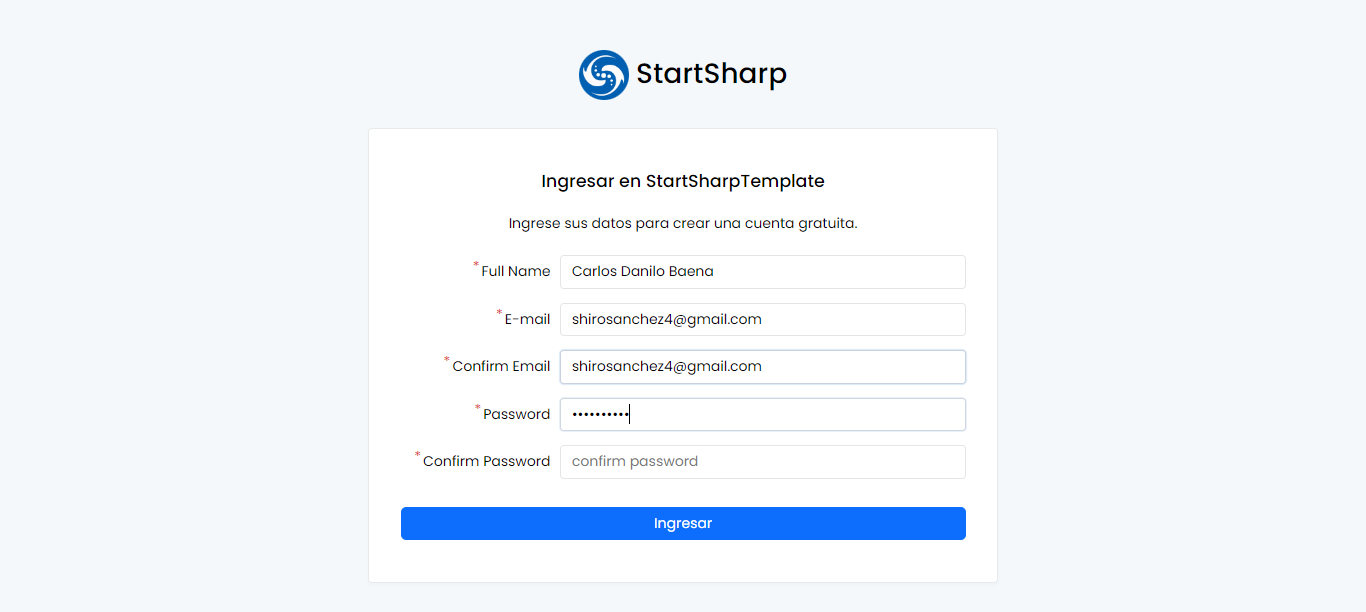 StartSharp
Ingresar en StartSharpTemplate
Ingrese sus datos para crear una cuenta gratuita.
* Full Name Carlos Danilo Baena
* E-mail shirosanchez4@gmail.com
* Confirm Email shirosanchez4@gmail.com
* Password ••••••••••
* Confirm Password confirm password
Ingresar